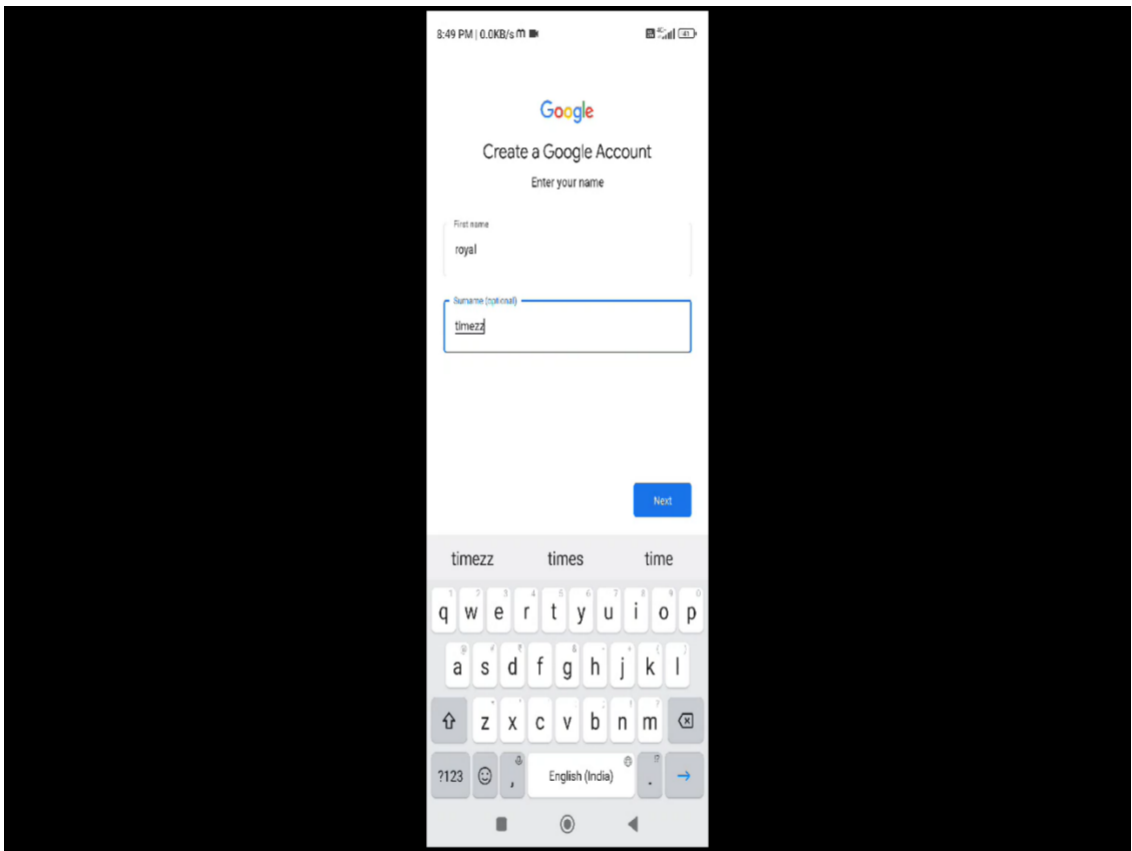 8:49 PM | 0.0KB/s m
Google
Create a Google Account
Enter your name
First name
royal
Surname (optional)
timezz
Next
timezz times time
q w e r t y u i o p
a s d f g h j k l
z x c v b n m
?123 , English (India) .